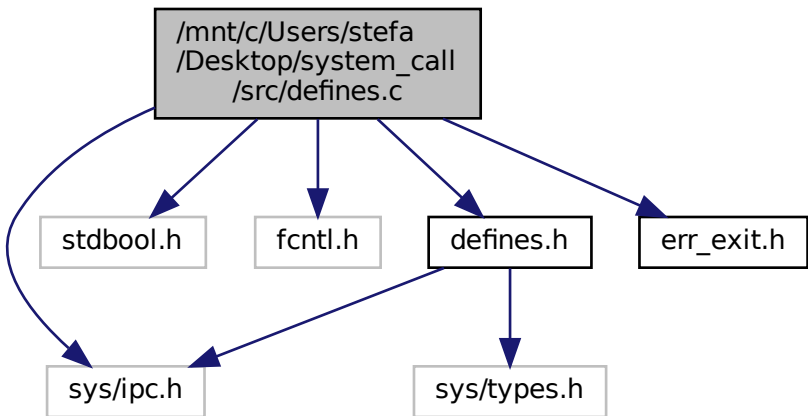 /mnt/c/Users/stefa
/Desktop/system_call
/src/defines.c
stdbool.h
fcntl.h
defines.h
err_exit.h
sys/ipc.h
sys/types.h